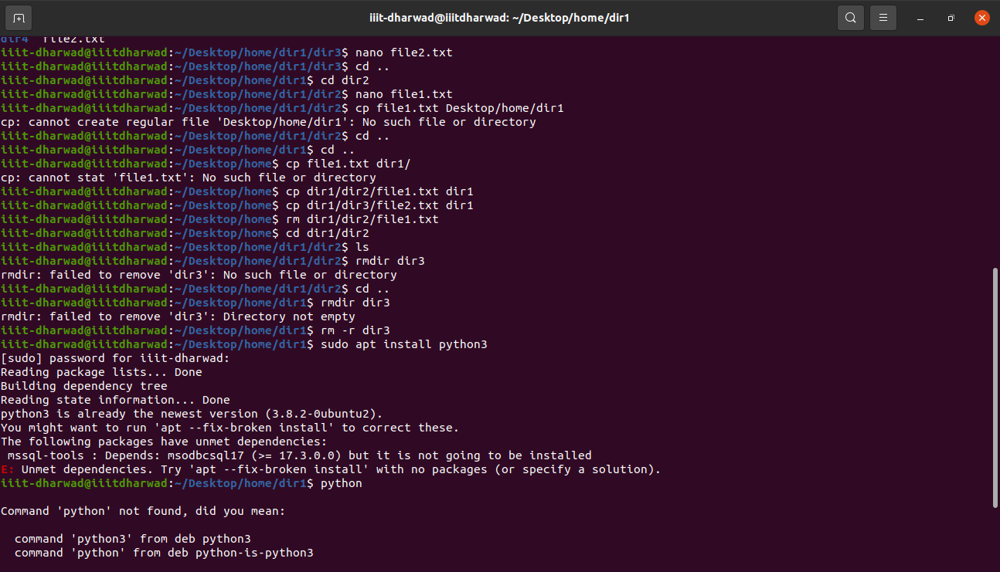 iiit-dharwad@iiitdharwad: ~/Desktop/home/dir1
dir4  file2.txt
iiit-dharwad@iiitdharwad:~/Desktop/home/dir1/dir3$ nano file2.txt
iiit-dharwad@iiitdharwad:~/Desktop/home/dir1/dir3$ cd ..
iiit-dharwad@iiitdharwad:~/Desktop/home/dir1$ cd dir2
iiit-dharwad@iiitdharwad:~/Desktop/home/dir1/dir2$ nano file1.txt
iiit-dharwad@iiitdharwad:~/Desktop/home/dir1/dir2$ cp file1.txt Desktop/home/dir1
cp: cannot create regular file 'Desktop/home/dir1': No such file or directory
iiit-dharwad@iiitdharwad:~/Desktop/home/dir1/dir2$ cd ..
iiit-dharwad@iiitdharwad:~/Desktop/home/dir1$ cd ..
iiit-dharwad@iiitdharwad:~/Desktop/home$ cp file1.txt dir1/
cp: cannot stat 'file1.txt': No such file or directory
iiit-dharwad@iiitdharwad:~/Desktop/home$ cp dir1/dir2/file1.txt dir1
iiit-dharwad@iiitdharwad:~/Desktop/home$ cp dir1/dir3/file2.txt dir1
iiit-dharwad@iiitdharwad:~/Desktop/home$ rm dir1/dir2/file1.txt
iiit-dharwad@iiitdharwad:~/Desktop/home$ cd dir1/dir2
iiit-dharwad@iiitdharwad:~/Desktop/home/dir1/dir2$ ls
iiit-dharwad@iiitdharwad:~/Desktop/home/dir1/dir2$ rmdir dir3
rmdir: failed to remove 'dir3': No such file or directory
iiit-dharwad@iiitdharwad:~/Desktop/home/dir1/dir2$ cd ..
iiit-dharwad@iiitdharwad:~/Desktop/home/dir1$ rmdir dir3
rmdir: failed to remove 'dir3': Directory not empty
iiit-dharwad@iiitdharwad:~/Desktop/home/dir1$ rm -r dir3
iiit-dharwad@iiitdharwad:~/Desktop/home/dir1$ sudo apt install python3
[sudo] password for iiit-dharwad:
Reading package lists... Done
Building dependency tree
Reading state information... Done
python3 is already the newest version (3.8.2-0ubuntu2).
You might want to run 'apt --fix-broken install' to correct these.
The following packages have unmet dependencies:
 mssql-tools : Depends: msodbcsql17 (>= 17.3.0.0) but it is not going to be installed
E: Unmet dependencies. Try 'apt --fix-broken install' with no packages (or specify a solution).
iiit-dharwad@iiitdharwad:~/Desktop/home/dir1$ python
Command 'python' not found, did you mean:
  command 'python3' from deb python3
  command 'python' from deb python-is-python3